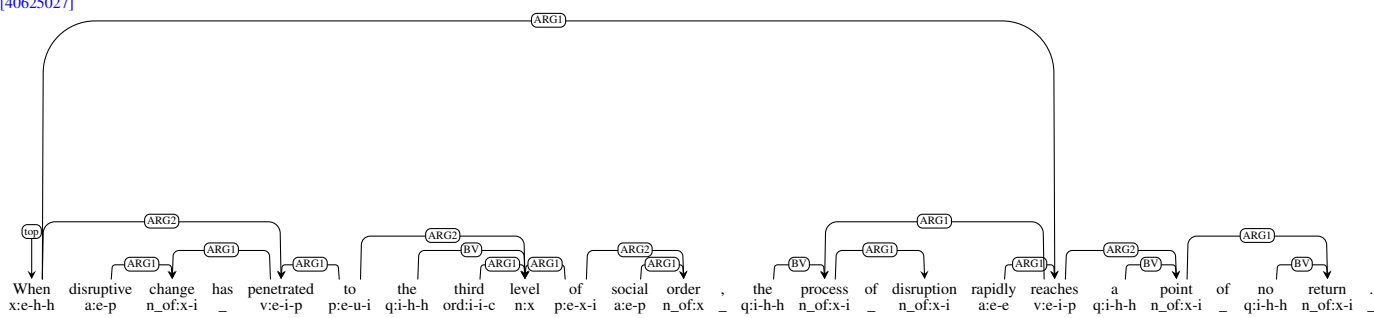 [40625027]
ARG1
top ARG2 ARG1 ARG1 ARG2 BV ARG1 ARG1 ARG2 ARG1 BV ARG1 ARG1 ARG1 ARG2 BV ARG1 BV
When disruptive change has penetrated to the third level of social order , the process of disruption rapidly reaches a point of no return .
x:e-h-h a:e-p n_of:x-i _ v:e-i-p p:e-u-i q:i-h-h ord:i-i-c n:x p:e-x-i a:e-p n_of:x _ q:i-h-h n_of:x-i _ n_of:x-i a:e-e v:e-i-p q:i-h-h n_of:x-i _ q:i-h-h n_of:x-i _